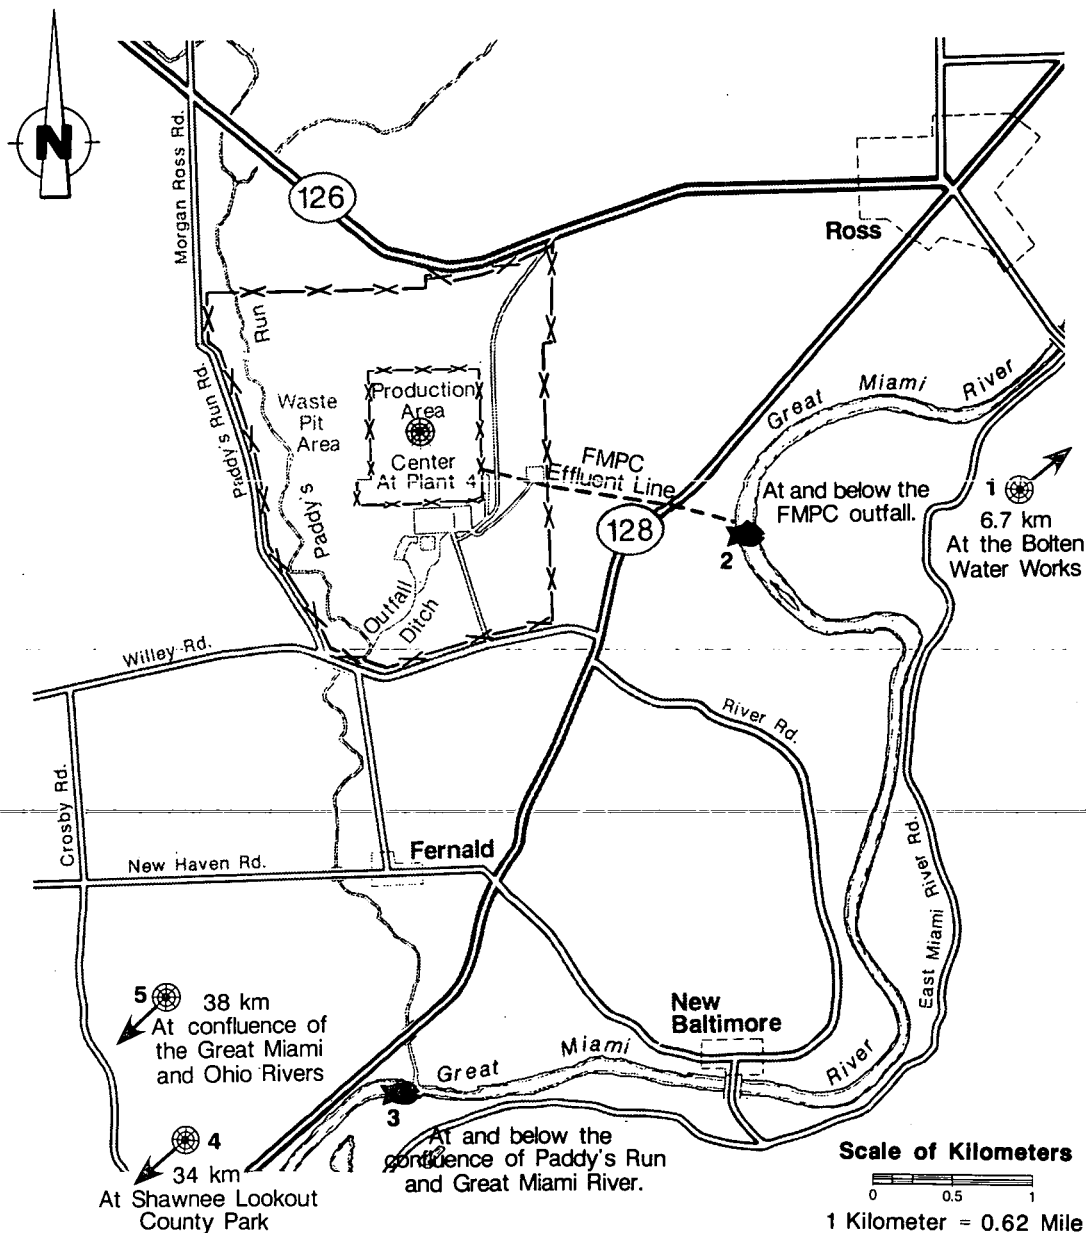 N
Morgan Ross Rd.
126
Ross
Run
Great Miami River
Paddy's Run Rd.
Waste
Pit
Area
Production
Area
Center
At Plant 4
FMPC
Effluent Line
At and below the
FMPC outfall.
1
6.7 km
At the Bolten
Water Works
128
2
Paddy's
Outfall
Ditch
Willey Rd.
River Rd.
Crosby Rd.
East Miami River Rd.
Fernald
New Haven Rd.
5
38 km
At confluence of
the Great Miami
and Ohio Rivers
New
Baltimore
Great Miami River
3
At and below the
confluence of Paddy's Run
and Great Miami River.
4
34 km
At Shawnee Lookout
County Park
Scale of Kilometers
0 0.5 1
1 Kilometer = 0.62 Mile